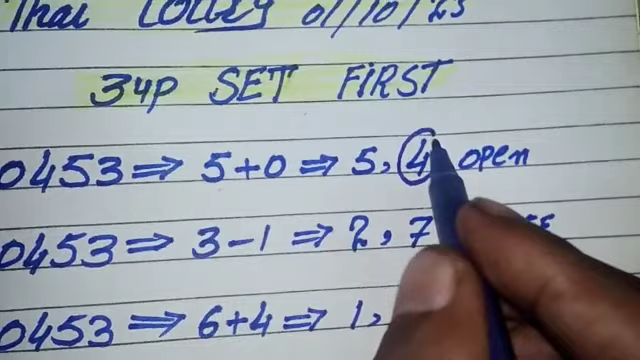 Thai Lottery 01/10/23
3up SET FIRST
0453 ⇒ 5+0 ⇒ 5, 4 open
0453 ⇒ 3-1 ⇒ 2, 7
0453 ⇒ 6+4 ⇒ 1,